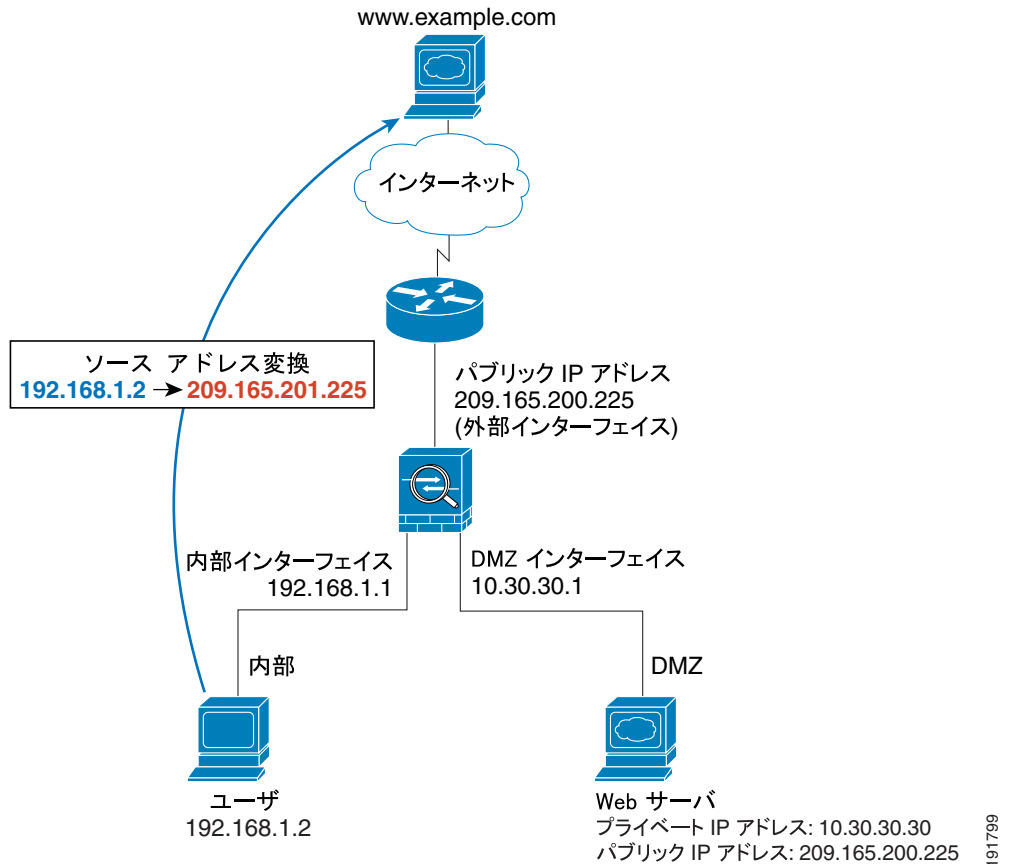 www.example.com
インターネット
ソース アドレス変換
192.168.1.2 → 209.165.201.225
パブリック IP アドレス
209.165.200.225
(外部インターフェイス)
内部インターフェイス
192.168.1.1
DMZ インターフェイス
10.30.30.1
内部
DMZ
ユーザ
192.168.1.2
Web サーバ
プライベート IP アドレス: 10.30.30.30
パブリック IP アドレス: 209.165.200.225
191799